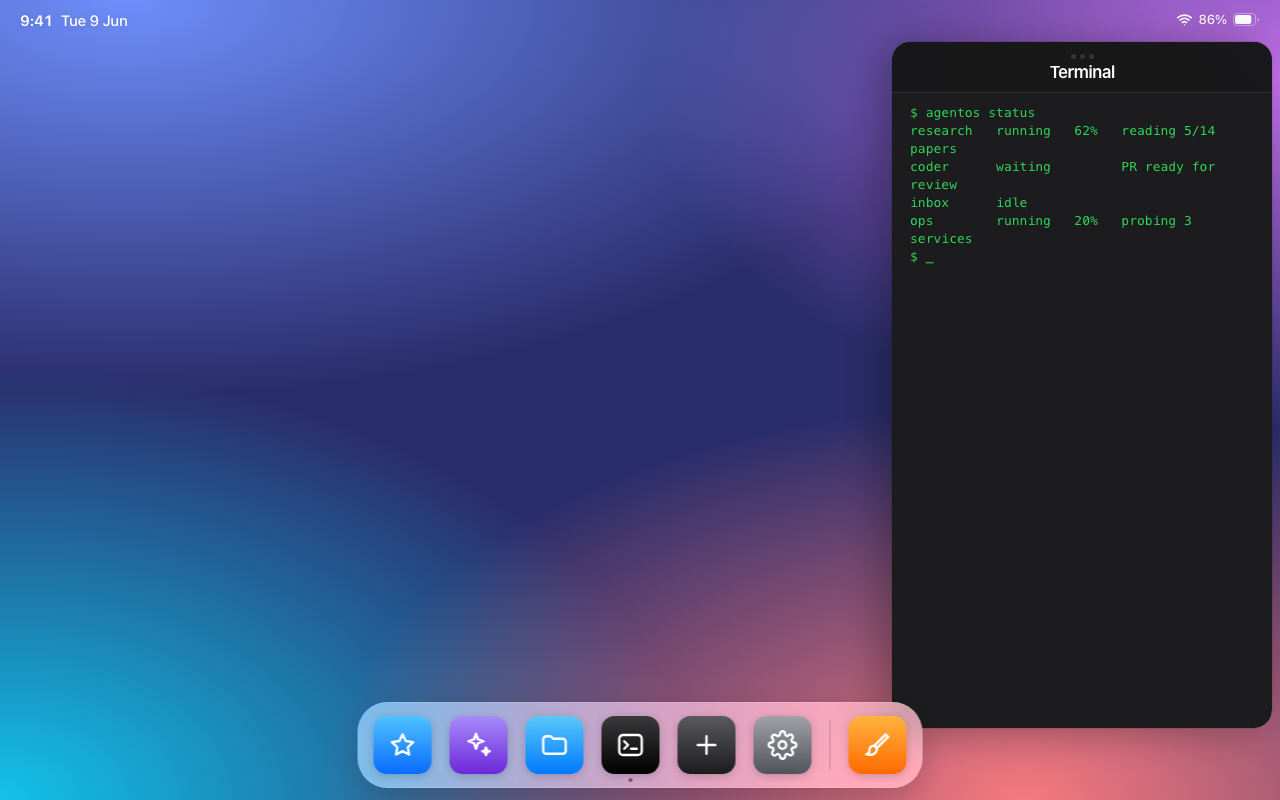 9:41 Tue 9 Jun
86%
Terminal
$ agentos status
research running 62% reading 5/14
papers
coder waiting PR ready for
review
inbox idle
ops running 20% probing 3
services
$ _